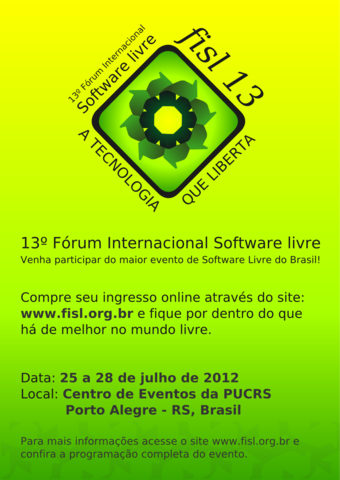 13º Fórum Internacional
Software livre
fisl 13
A TECNOLOGIA
QUE LIBERTA
13º Fórum Internacional Software livre
Venha participar do maior evento de Software Livre do Brasil!
Compre seu ingresso online através do site:
www.fisl.org.br e fique por dentro do que
há de melhor no mundo livre.
Data: 25 a 28 de julho de 2012
Local: Centro de Eventos da PUCRS
Porto Alegre - RS, Brasil
Para mais informações acesse o site www.fisl.org.br e
confira a programação completa do evento.